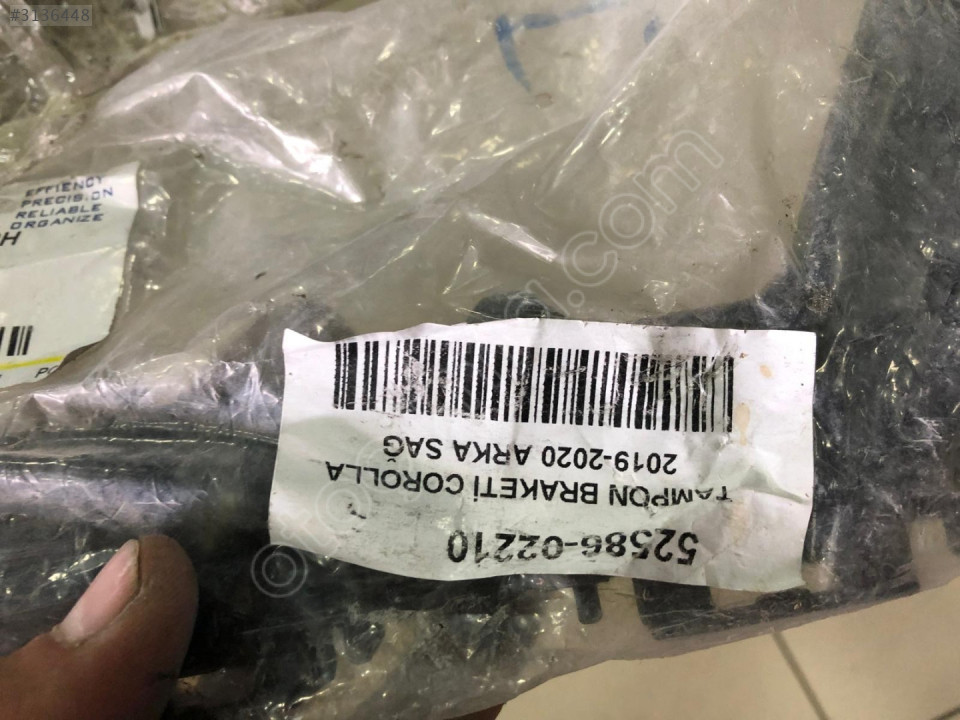 #3136448
EFFIENCY
PRECISION
RELIABLE
ORGANIZE
52586-02210
TAMPON BRAKETİ COROLLA
2019-2020 ARKA SAĞ